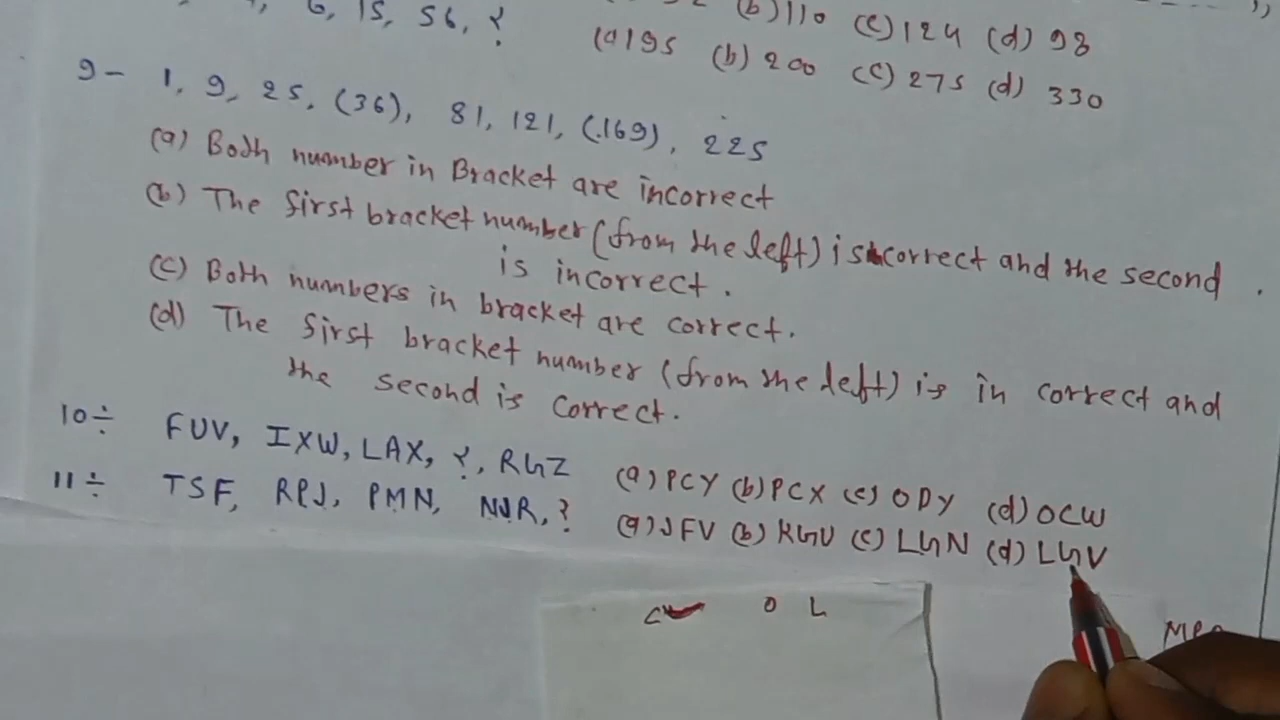 (b) 110 (c) 124 (d) 98
6, 15, 56, ? (a) 195 (b) 200 (c) 275 (d) 330
9- 1, 9, 25, (36), 81, 121, (169), 225
(a) Both number in Bracket are incorrect
(b) The first bracket number (from the left) is correct and the second
is incorrect.
(c) Both numbers in bracket are correct.
(d) The first bracket number (from the left) is in correct and
the second is correct.
10÷ FUV, IXW, LAX, ?, RGZ (a) PCY (b) PCX (c) ODY (d) OCW
11÷ TSF, RPJ, PMN, NJR, ? (a) JFV (b) KGU (c) LGN (d) LGV
C O L